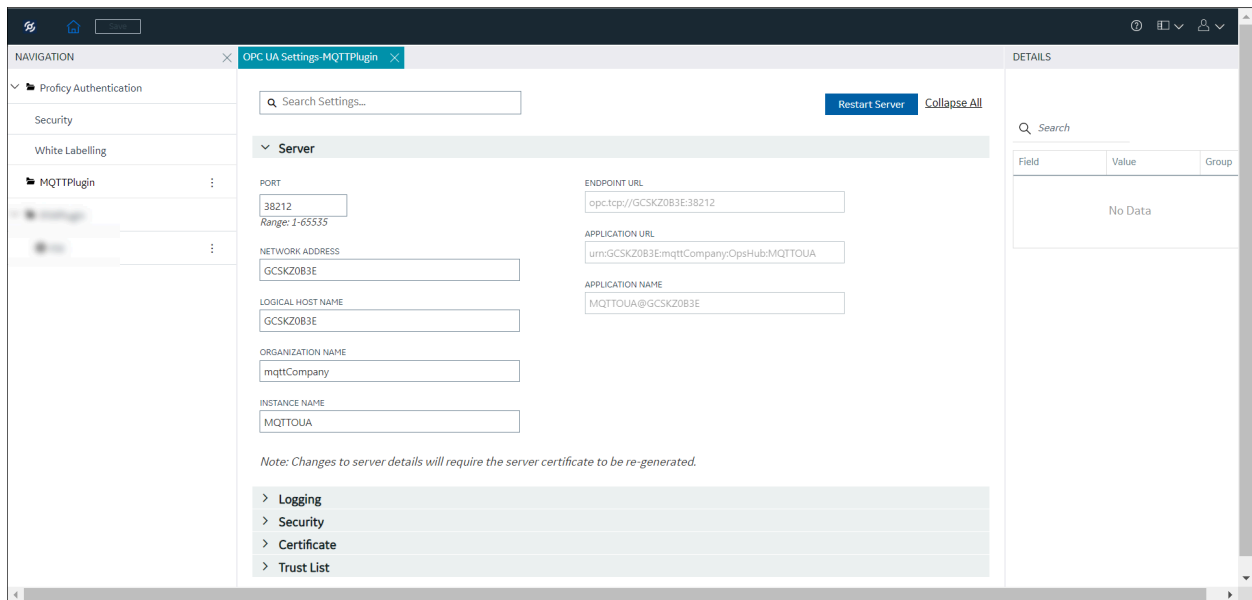 Save
NAVIGATION
OPC UA Settings-MQTTPlugin
DETAILS
Proficy Authentication
Security
White Labelling
MQTTPlugin
Search Settings...
Restart Server
Collapse All
Server
PORT
38212
Range: 1-65535
NETWORK ADDRESS
GCSKZ0B3E
LOGICAL HOST NAME
GCSKZ0B3E
ORGANIZATION NAME
mqttCompany
INSTANCE NAME
MQTTOUA
ENDPOINT URL
opc.tcp://GCSKZ0B3E:38212
APPLICATION URL
urn:GCSKZ0B3E:mqttCompany:OpsHub:MQTTOUA
APPLICATION NAME
MQTTOUA@GCSKZ0B3E
Note: Changes to server details will require the server certificate to be re-generated.
Logging
Security
Certificate
Trust List
Search
Field Value Group
No Data